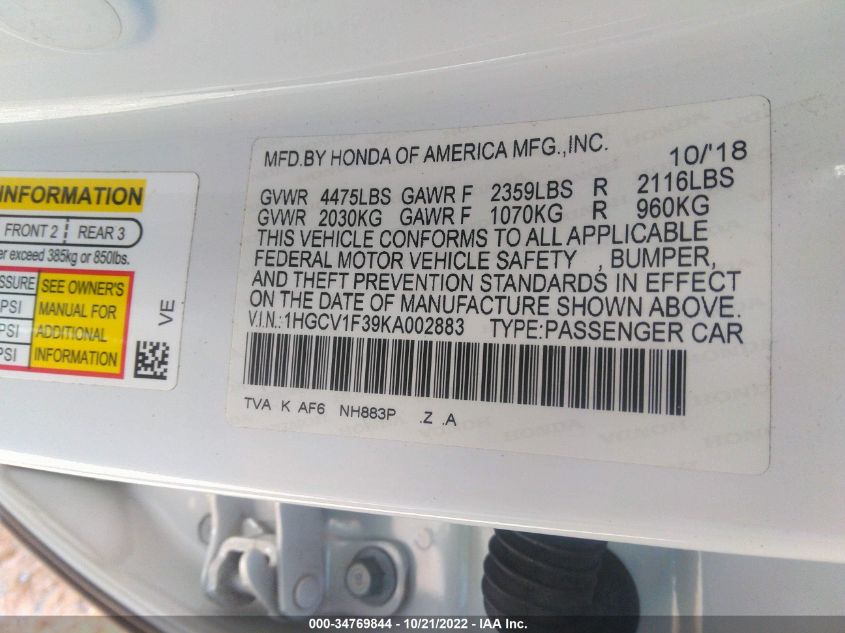 MFD.BY HONDA OF AMERICA MFG.,INC. 10/'18
GVWR 4475LBS GAWR F 2359LBS R 2116LBS
GVWR 2030KG GAWR F 1070KG R 960KG
THIS VEHICLE CONFORMS TO ALL APPLICABLE
FEDERAL MOTOR VEHICLE SAFETY , BUMPER,
AND THEFT PREVENTION STANDARDS IN EFFECT
ON THE DATE OF MANUFACTURE SHOWN ABOVE.
V.I.N.:1HGCV1F39KA002883 TYPE:PASSENGER CAR
TVA K AF6 NH883P .Z .A
INFORMATION
FRONT 2 REAR 3
exceed 385kg or 850lbs.
SEE OWNER'S
PSI MANUAL FOR
PSI ADDITIONAL
PSI INFORMATION
VE
000-34769844 - 10/21/2022 - IAA Inc.